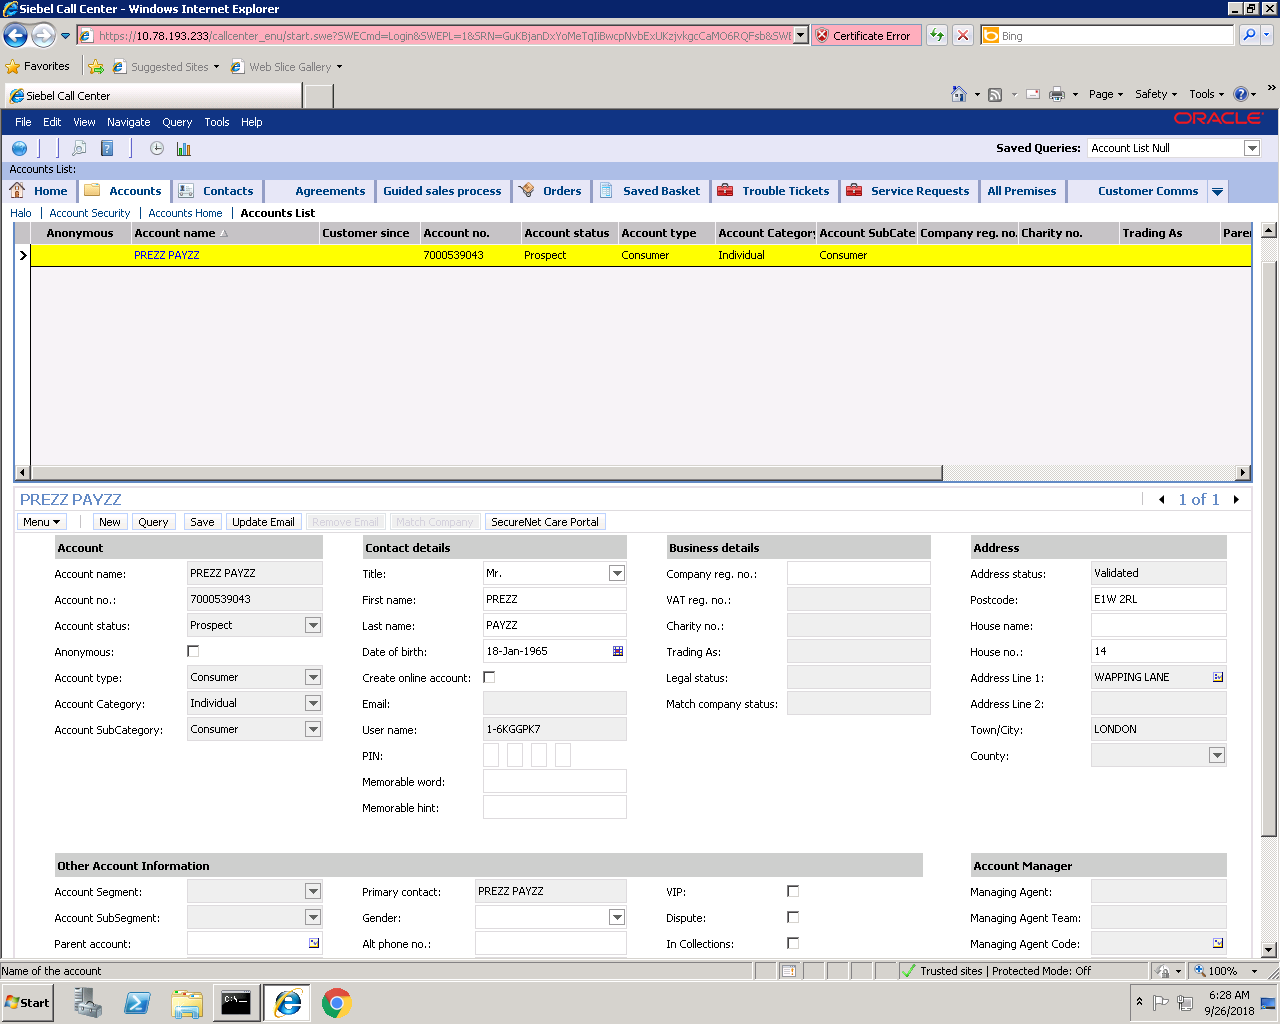 Siebel Call Center - Windows Internet Explorer
https://10.78.193.233/callcenter_enu/start.swe?SWECmd=Login&SWEPL=1&SRN=
Certificate Error
Bing
Favorites
Suggested Sites
Web Slice Gallery
Siebel Call Center
Page
Safety
Tools
»
File Edit View Navigate Query Tools Help
ORACLE
Saved Queries: Account List Null
Accounts List:
Home Accounts Contacts Agreements Guided sales process Orders Saved Basket Trouble Tickets Service Requests All Premises Customer Comms
Halo | Account Security | Accounts Home | Accounts List
Anonymous Account name Customer since Account no. Account status Account type Account Category Account SubCate Company reg. no. Charity no. Trading As Parer
PREZZ PAYZZ 7000539043 Prospect Consumer Individual Consumer
PREZZ PAYZZ
1 of 1
Menu New Query Save Update Email Remove Email Match Company SecureNet Care Portal
Account
Account name: PREZZ PAYZZ
Account no.: 7000539043
Account status: Prospect
Anonymous:
Account type: Consumer
Account Category: Individual
Account SubCategory: Consumer
Contact details
Title: Mr.
First name: PREZZ
Last name: PAYZZ
Date of birth: 18-Jan-1965
Create online account:
Email:
User name: 1-6KGGPK7
PIN:
Memorable word:
Memorable hint:
Business details
Company reg. no.:
VAT reg. no.:
Charity no.:
Trading As:
Legal status:
Match company status:
Address
Address status: Validated
Postcode: E1W 2RL
House name:
House no.: 14
Address Line 1: WAPPING LANE
Address Line 2:
Town/City: LONDON
County:
Other Account Information
Account Segment:
Account SubSegment:
Parent account:
Primary contact: PREZZ PAYZZ
Gender:
Alt phone no.:
VIP:
Dispute:
In Collections:
Account Manager
Managing Agent:
Managing Agent Team:
Managing Agent Code:
Name of the account
Trusted sites | Protected Mode: Off
100%
Start
C:\.
6:28 AM
9/26/2018